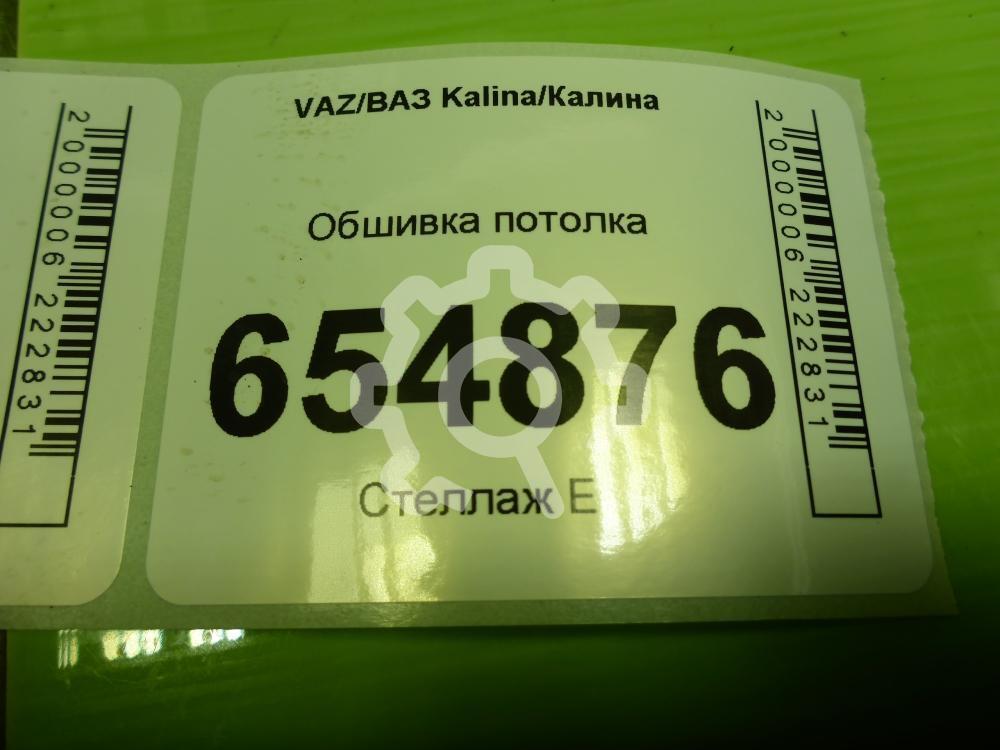 2000006222831
VAZ/ВАЗ Kalina/Калина
Обшивка потолка
654876
Стеллаж Е
2000006222831